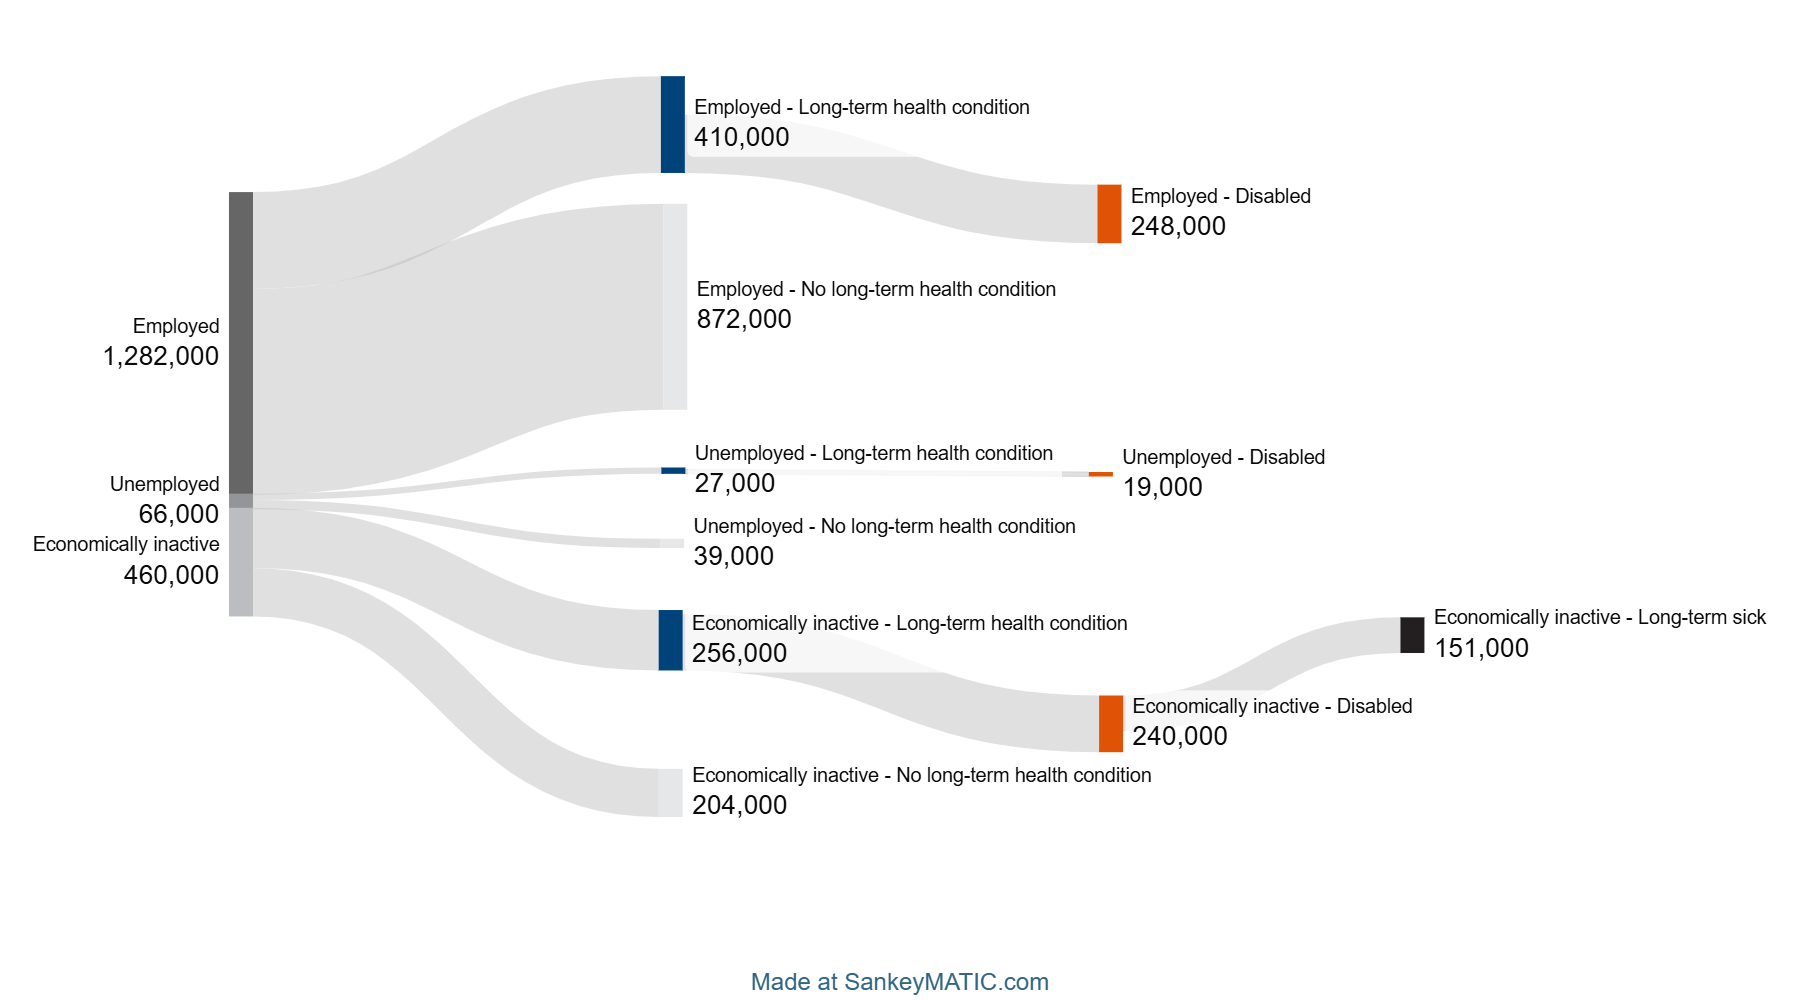 Employed - Long-term health condition
410,000
Employed - Disabled
248,000
Employed - No long-term health condition
872,000
Employed
1,282,000
Unemployed - Long-term health condition
27,000
Unemployed - Disabled
19,000
Unemployed
66,000
Unemployed - No long-term health condition
39,000
Economically inactive
460,000
Economically inactive - Long-term health condition
256,000
Economically inactive - Long-term sick
151,000
Economically inactive - Disabled
240,000
Economically inactive - No long-term health condition
204,000
Made at SankeyMATIC.com